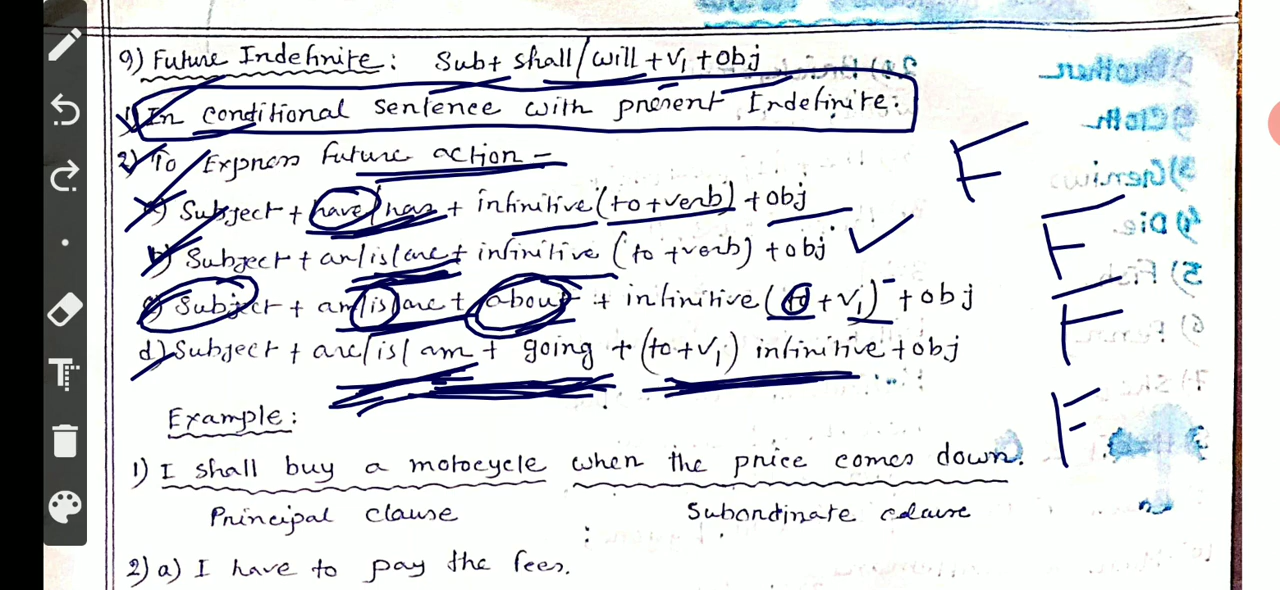 9) Future Indefinite: Sub+ shall/will + V1 + obj
1) In conditional sentence with present Indefinite:
2) To Express future action -
a) Subject + have/has + infinitive (to + verb) + obj
b) Subject + am/is/are + infinitive (to + verb) + obj
c) Subject + am/is/are + about + infinitive (to + V1) + obj
d) Subject + are/is/am + going + (to + V1) infinitive + obj
Example:
1) I shall buy a motocycle when the price comes down.
Principal clause Subordinate clause
2) a) I have to pay the fees.
F
F
F
F